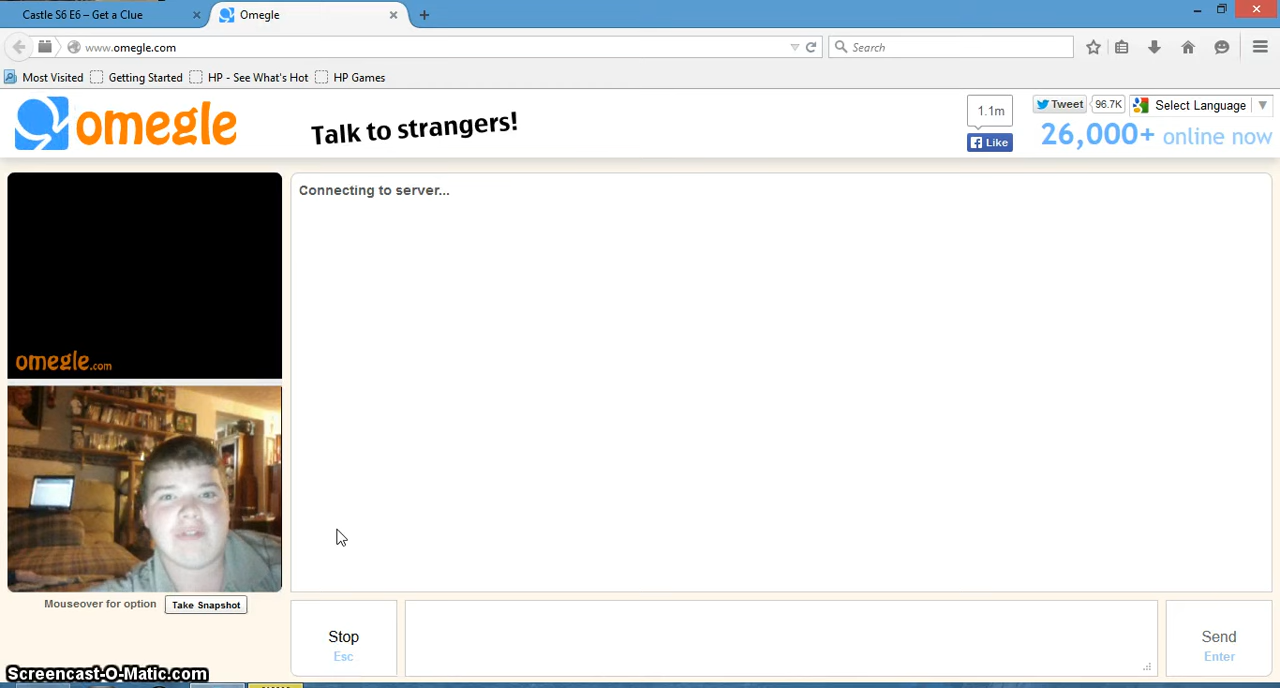 Castle S6 E6 – Get a Clue
Omegle
www.omegle.com
Search
Most Visited
Getting Started
HP - See What's Hot
HP Games
omegle
Talk to strangers!
1.1m
Like
Tweet
96.7K
Select Language
26,000+ online now
Connecting to server...
omegle.com
Mouseover for option
Take Snapshot
Stop
Esc
Send
Enter
Screencast-O-Matic.com